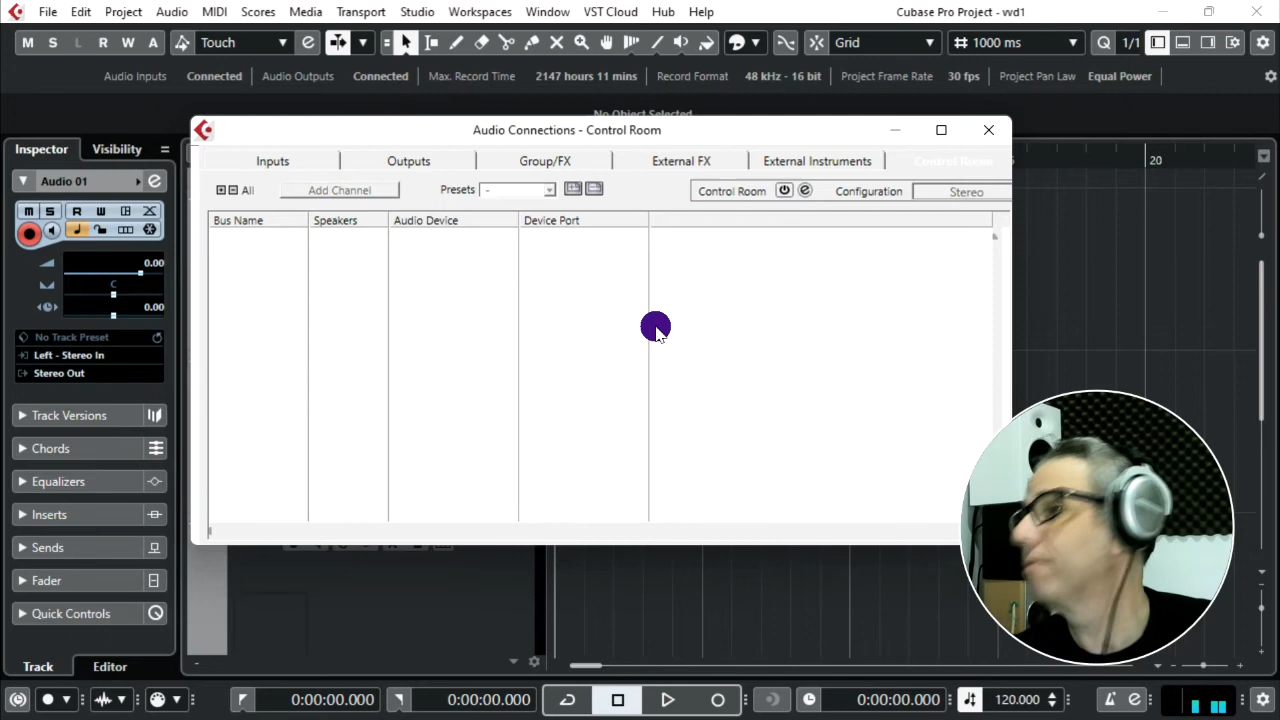 File Edit Project Audio MIDI Scores Media Transport Studio Workspaces Window VST Cloud Hub Help Cubase Pro Project - vd1
M S L R W A Touch Grid 1000 ms Q 1/1
Audio Inputs Connected Audio Outputs Connected Max. Record Time 2147 hours 11 mins Record Format 48 kHz - 16 bit Project Frame Rate 30 fps Project Pan Law Equal Power
No Object Selected
Audio Connections - Control Room
Inspector Visibility
Inputs Outputs Group/FX External FX External Instruments Control Room
20
Audio 01
All Add Channel Presets - Control Room Configuration Stereo
M S R W
Bus Name Speakers Audio Device Device Port
0.00
C
0.00
No Track Preset
Left - Stereo In
Stereo Out
Track Versions
Chords
Equalizers
Inserts
Sends
Fader
Quick Controls
Track Editor
0:00:00.000 0:00:00.000 0:00:00.000 120.000